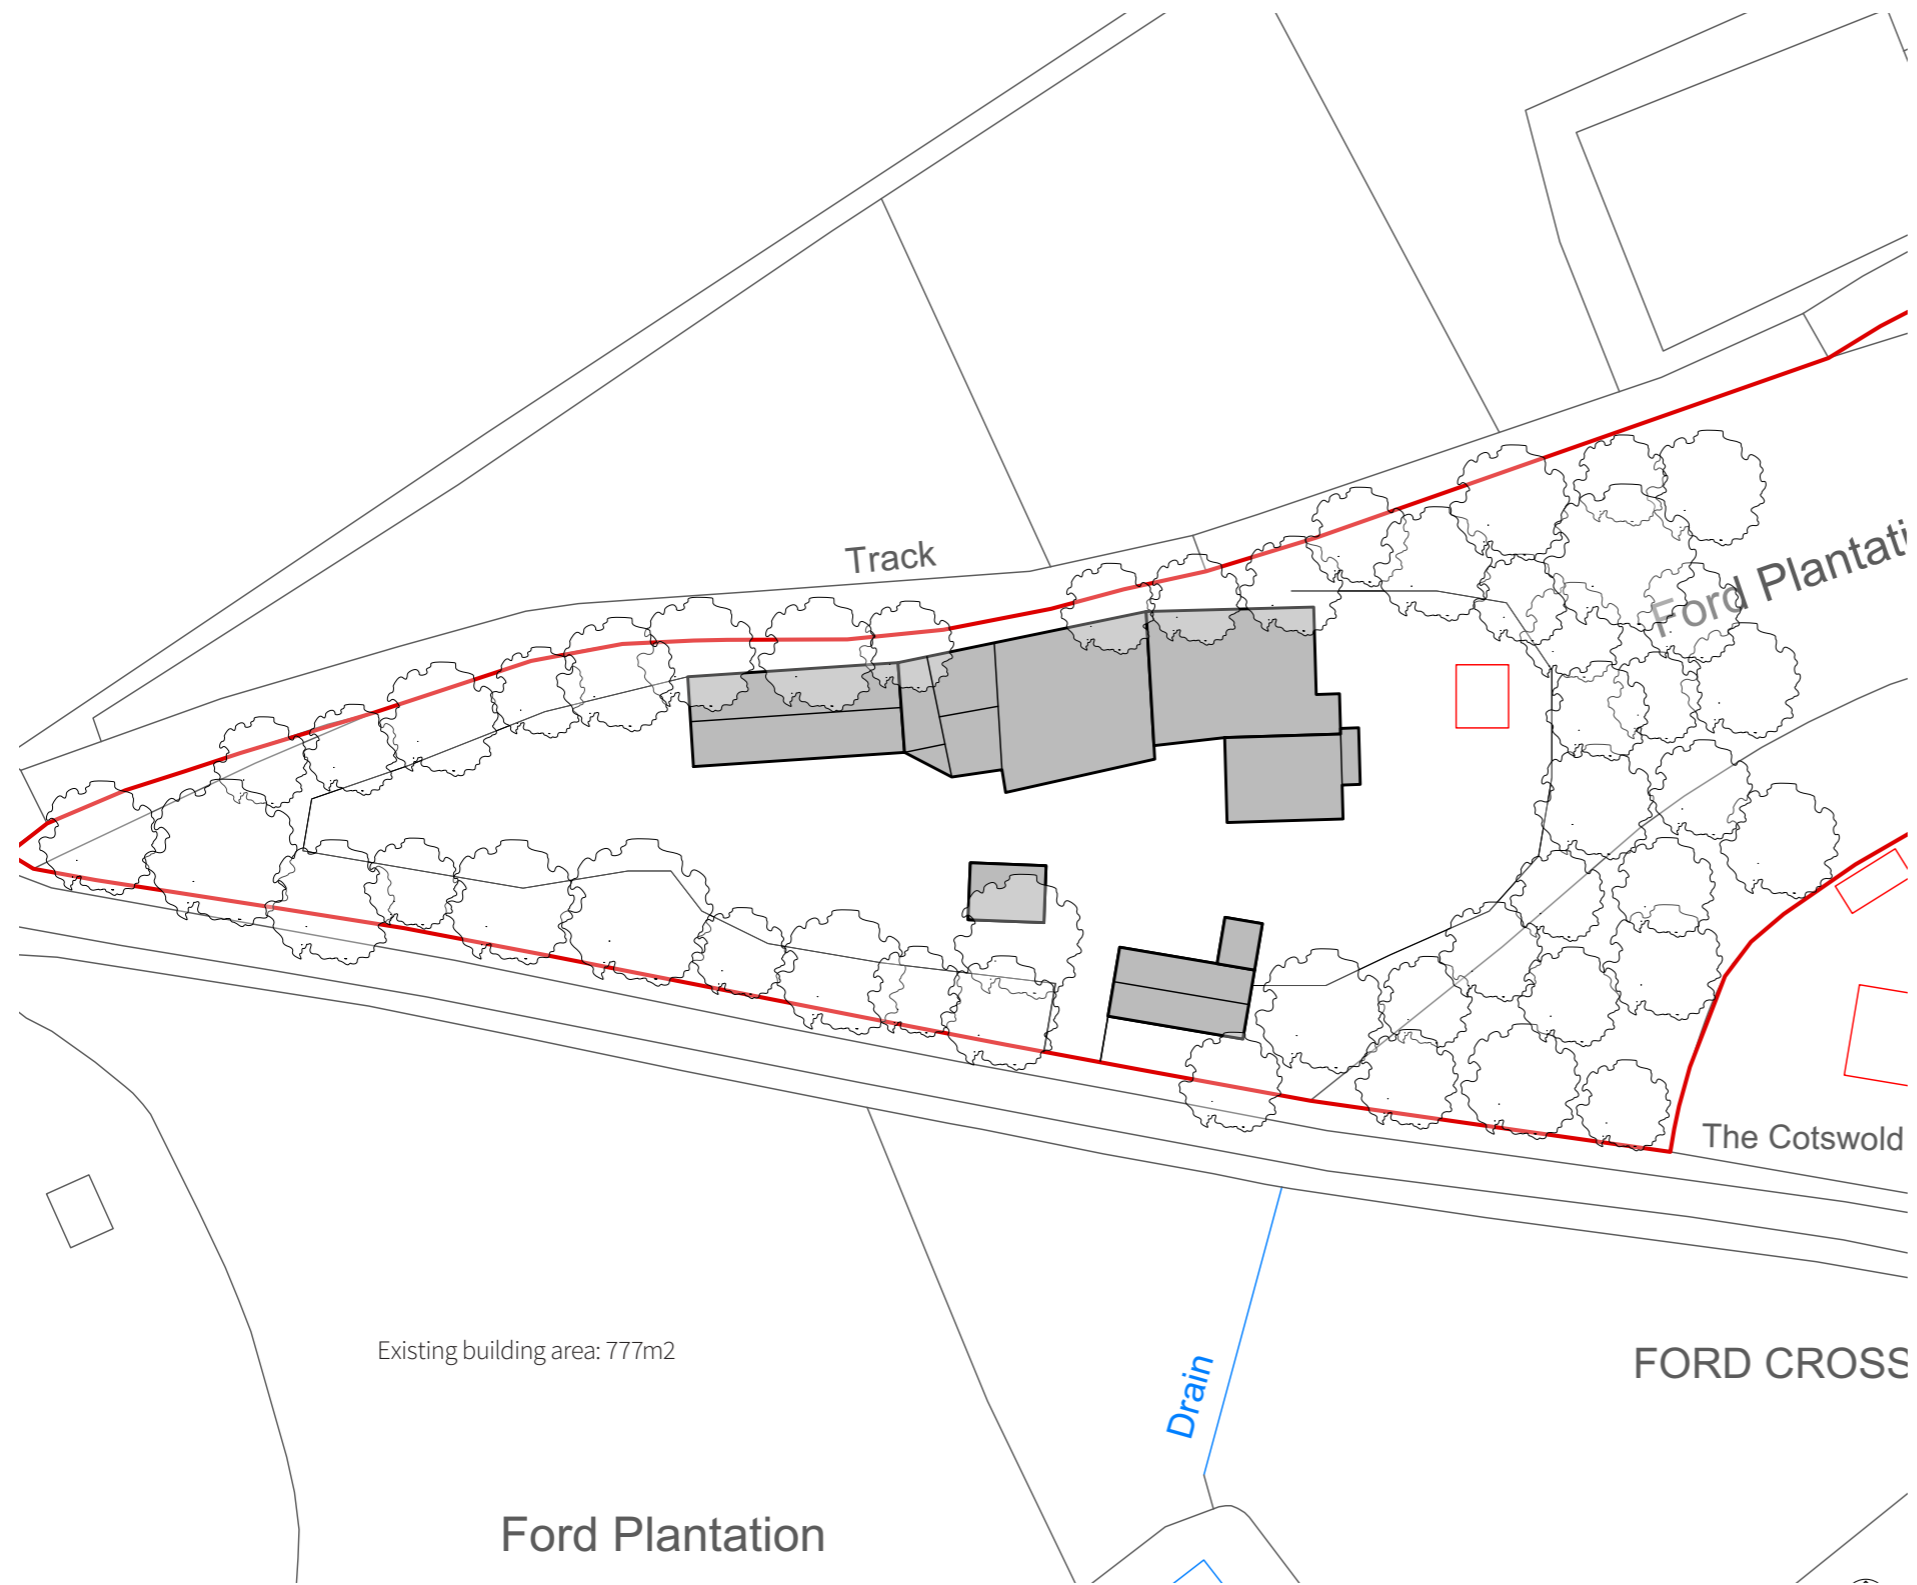 Track
Ford Plantati
The Cotswold
Existing building area: 777m2
Drain
FORD CROSS
Ford Plantation